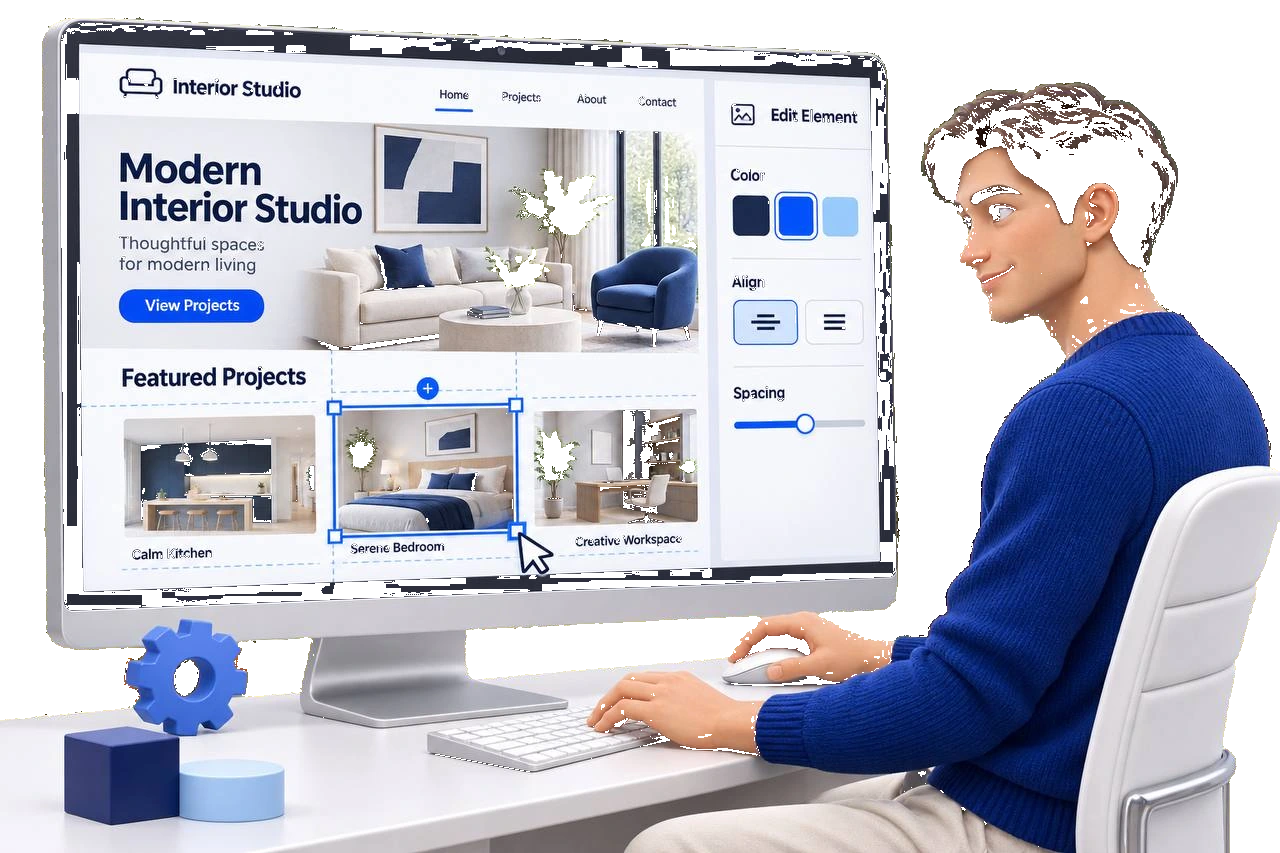 Interior Studio
Home
Projects
About
Contact
Modern
Interior Studio
Thoughtful spaces
for modern living
View Projects
Featured Projects
Calm Kitchen
Serene Bedroom
Creative Workspace
Edit Element
Color
Align
Spacing